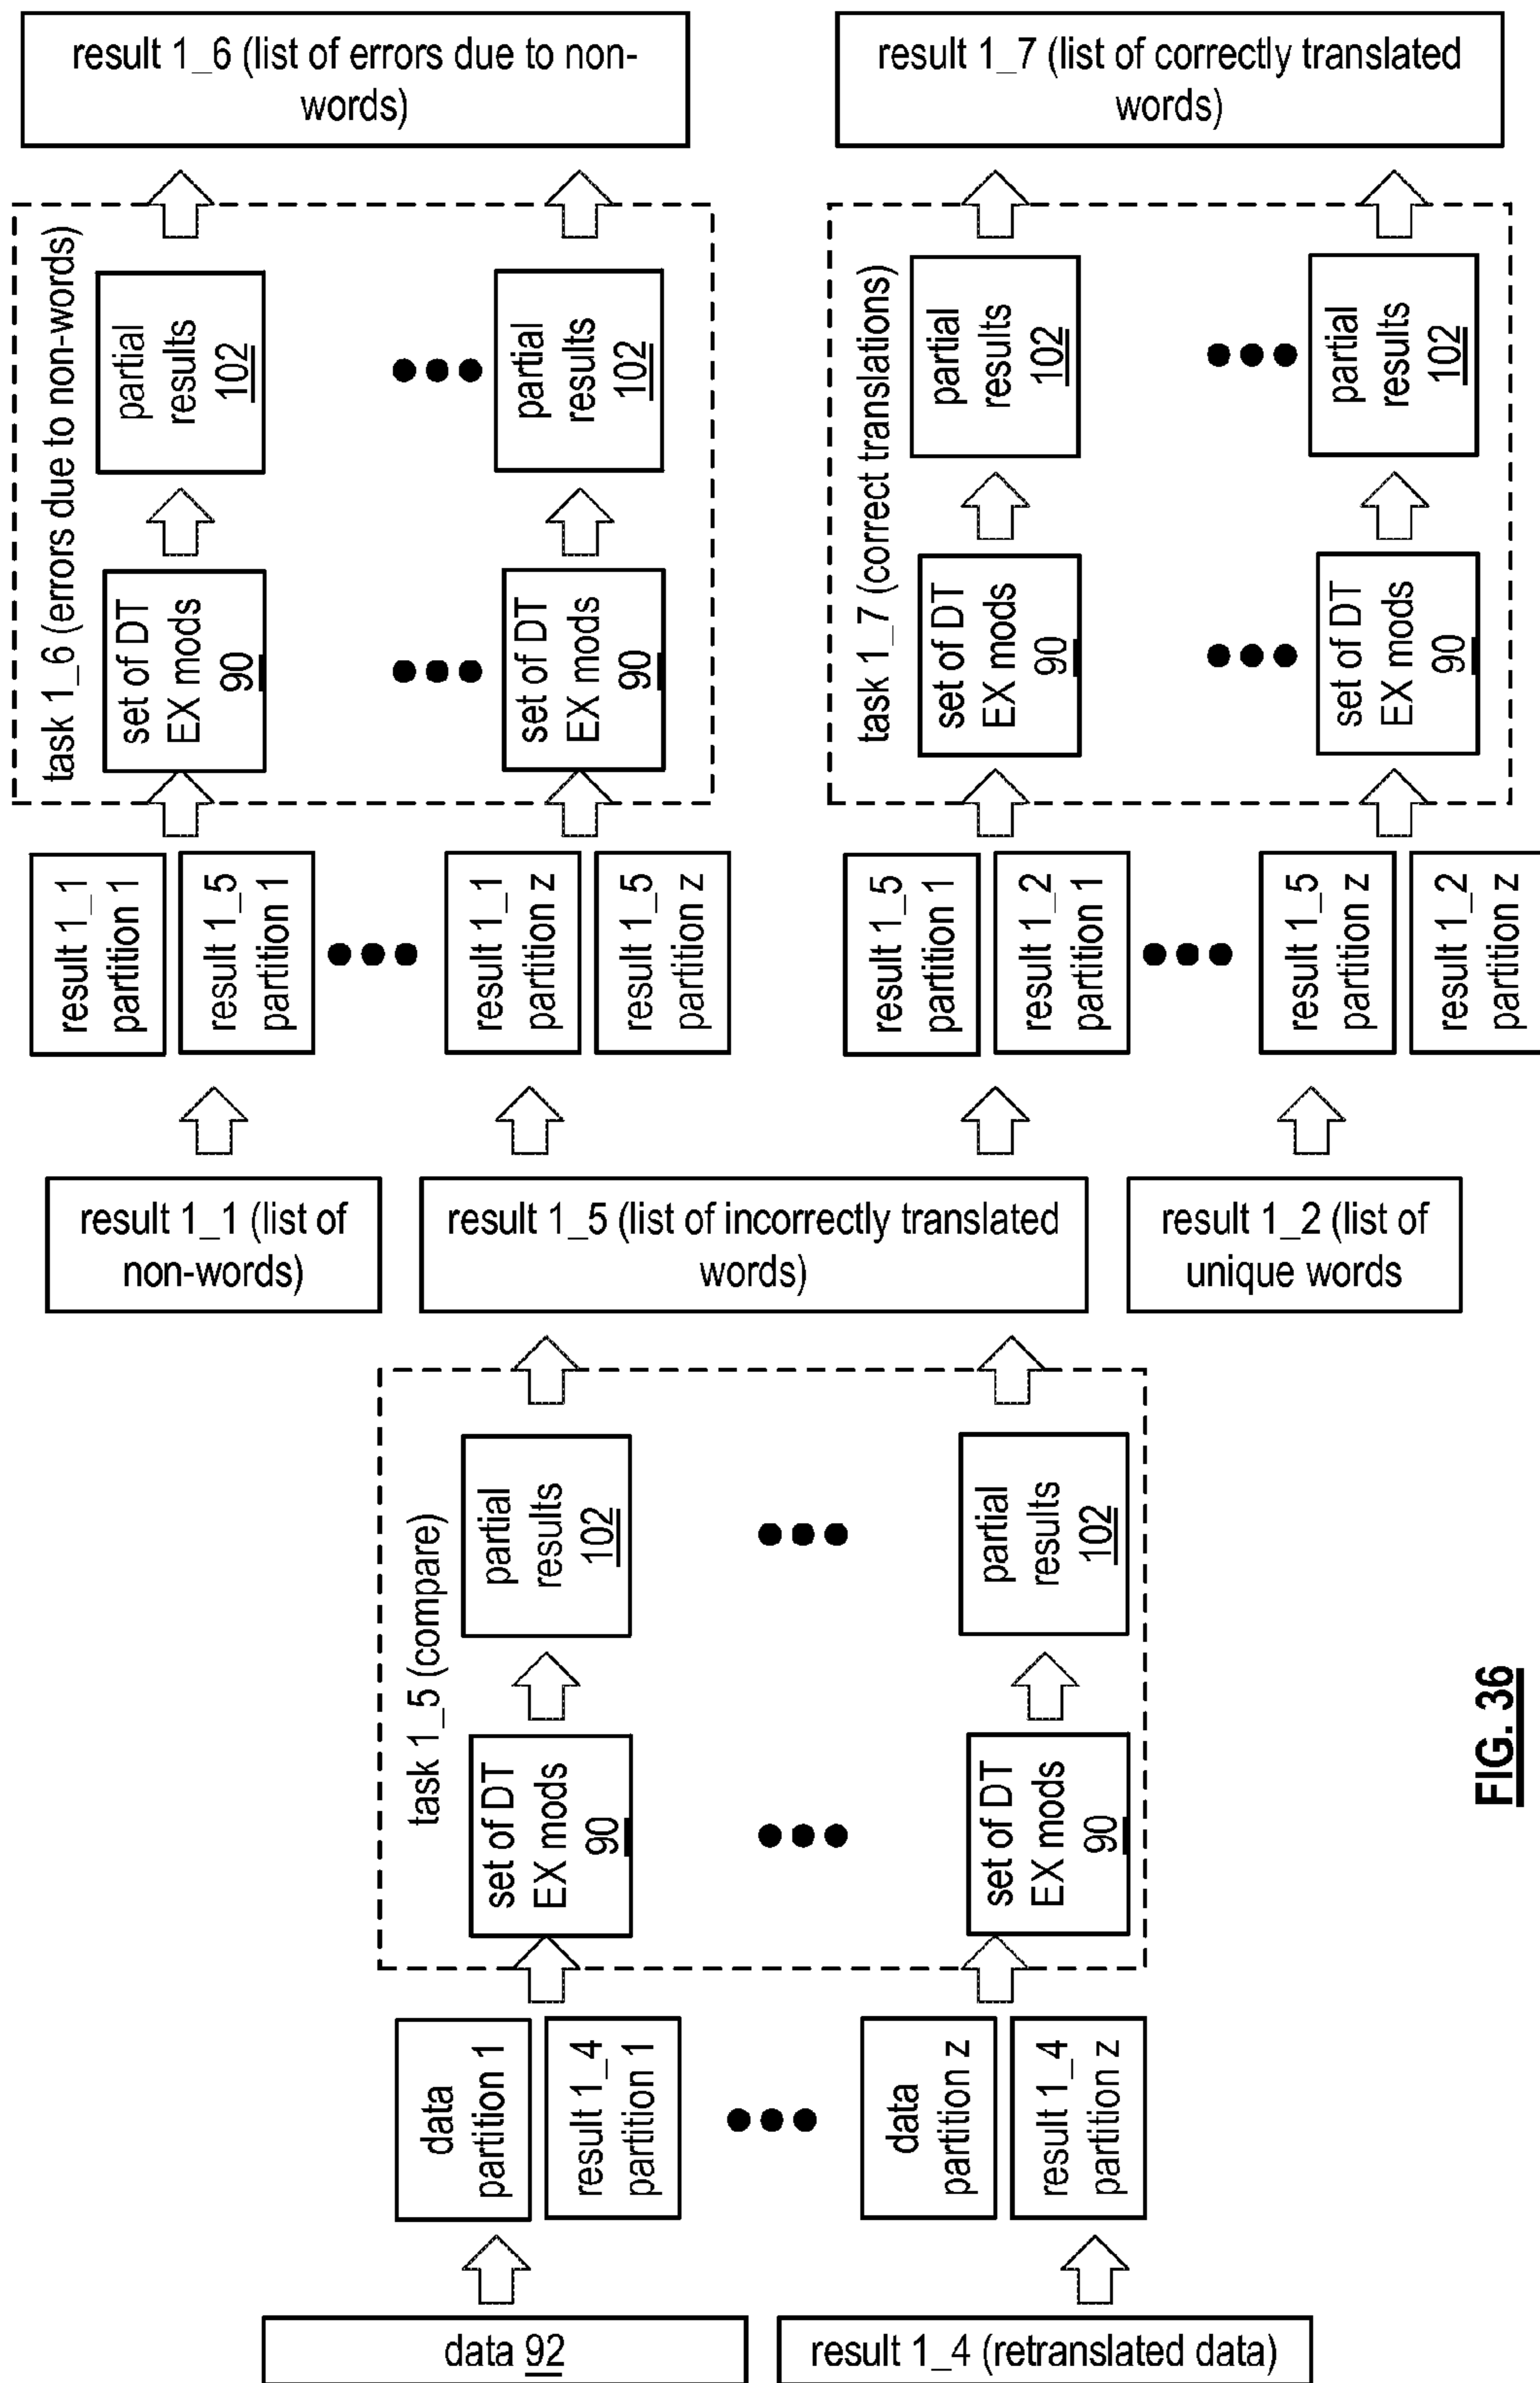 result 1_6 (list of errors due to non-
words)
result 1_7 (list of correctly translated
words)
task 1_6 (errors due to non-words)
partial
results
102
partial
results
102
set of DT
EX mods
90
set of DT
EX mods
90
task 1_7 (correct translations)
partial
results
102
partial
results
102
set of DT
EX mods
90
set of DT
EX mods
90
result 1_1
partition 1
result 1_5
partition 1
result 1_1
partition z
result 1_5
partition z
result 1_5
partition 1
result 1_2
partition 1
result 1_5
partition z
result 1_2
partition z
result 1_1 (list of
non-words)
result 1_5 (list of incorrectly translated
words)
result 1_2 (list of
unique words
task 1_5 (compare)
partial
results
102
partial
results
102
set of DT
EX mods
90
set of DT
EX mods
90
data
partition 1
result 1_4
partition 1
data
partition z
result 1_4
partition z
data 92
result 1_4 (retranslated data)
FIG. 36